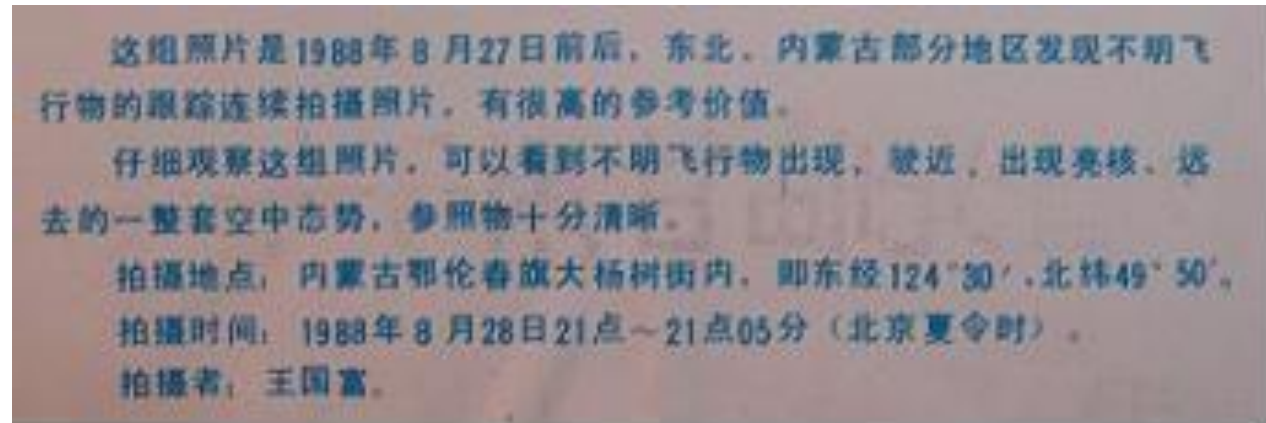 这组照片是1988年8月27日前后，东北、内蒙古部分地区发现不明飞
行物的跟踪连续拍摄照片，有很高的参考价值。
仔细观察这组照片，可以看到不明飞行物出现，驶近，出现亮核、远
去的一整套空中态势，参照物十分清晰。
拍摄地点：内蒙古鄂伦春旗大杨树街内，即东经124°30′，北纬49°50′。
拍摄时间：1988年8月28日21点～21点05分（北京夏令时）。
拍摄者：王国富。